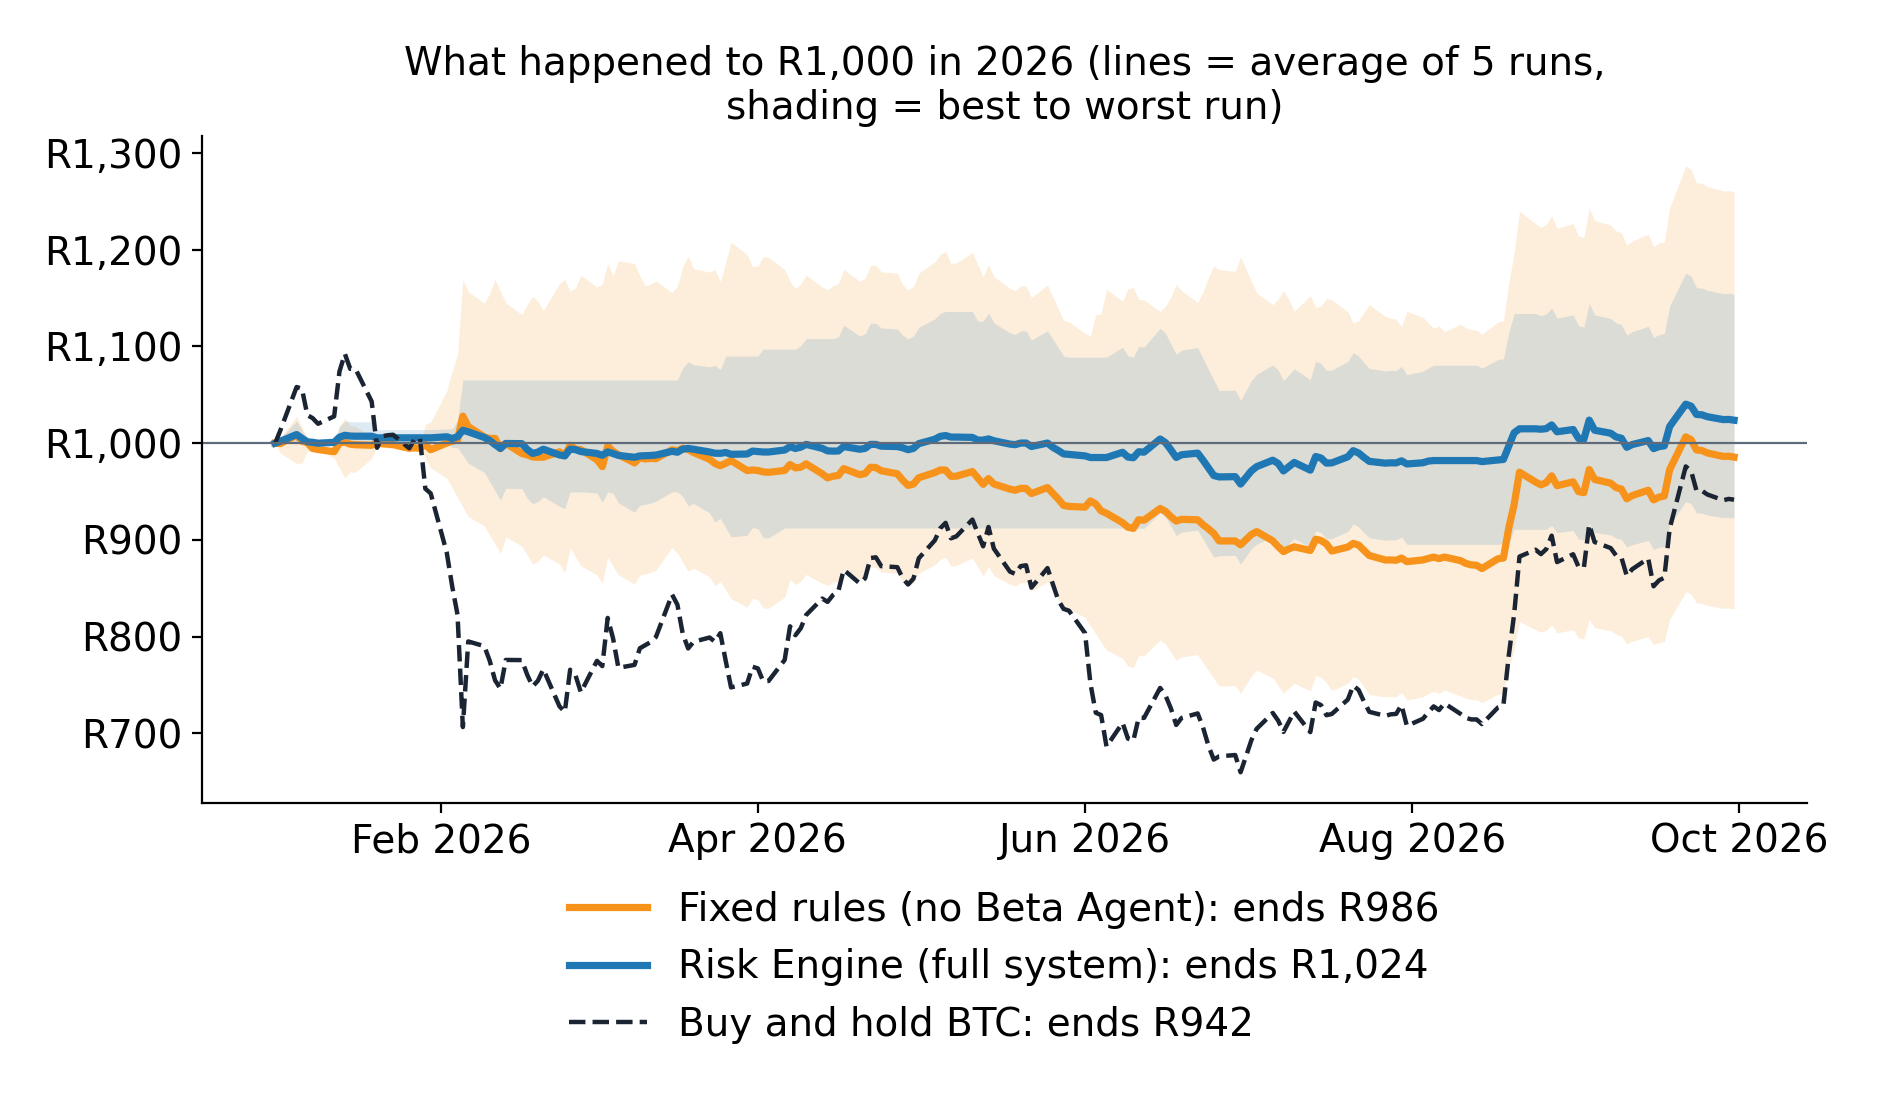 What happened to R1,000 in 2026 (lines = average of 5 runs,
shading = best to worst run)
R1,300
R1,200
R1,100
R1,000
R900
R800
R700
Feb 2026
Apr 2026
Jun 2026
Aug 2026
Oct 2026
Fixed rules (no Beta Agent): ends R986
Risk Engine (full system): ends R1,024
Buy and hold BTC: ends R942